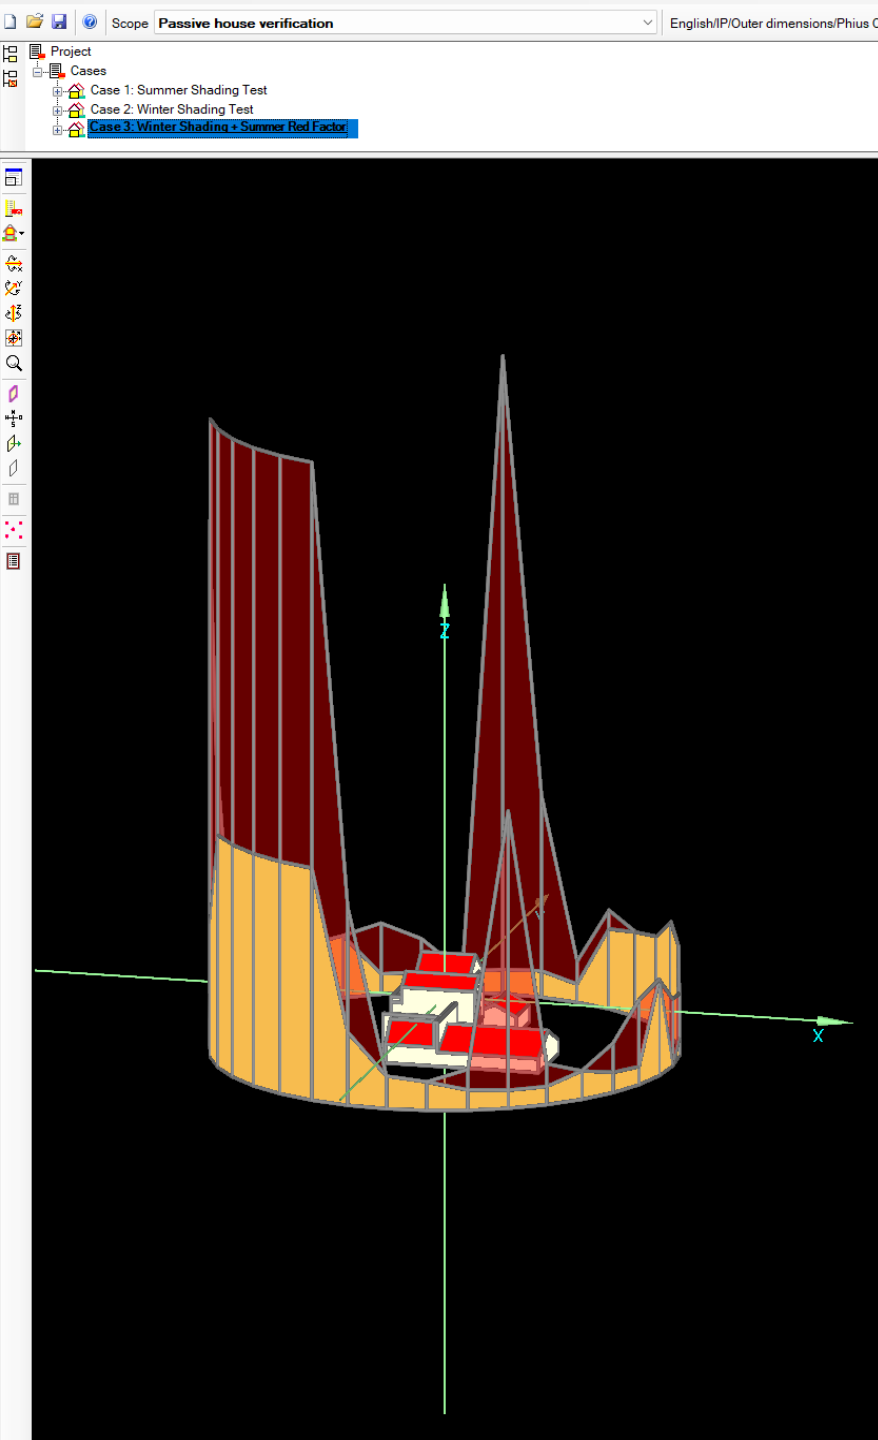 Scope Passive house verification English/IP/Outer dimensions/Phius
Project
Cases
Case 1: Summer Shading Test
Case 2: Winter Shading Test
Case 3: Winter Shading + Summer Red Factor
Z
Y
X